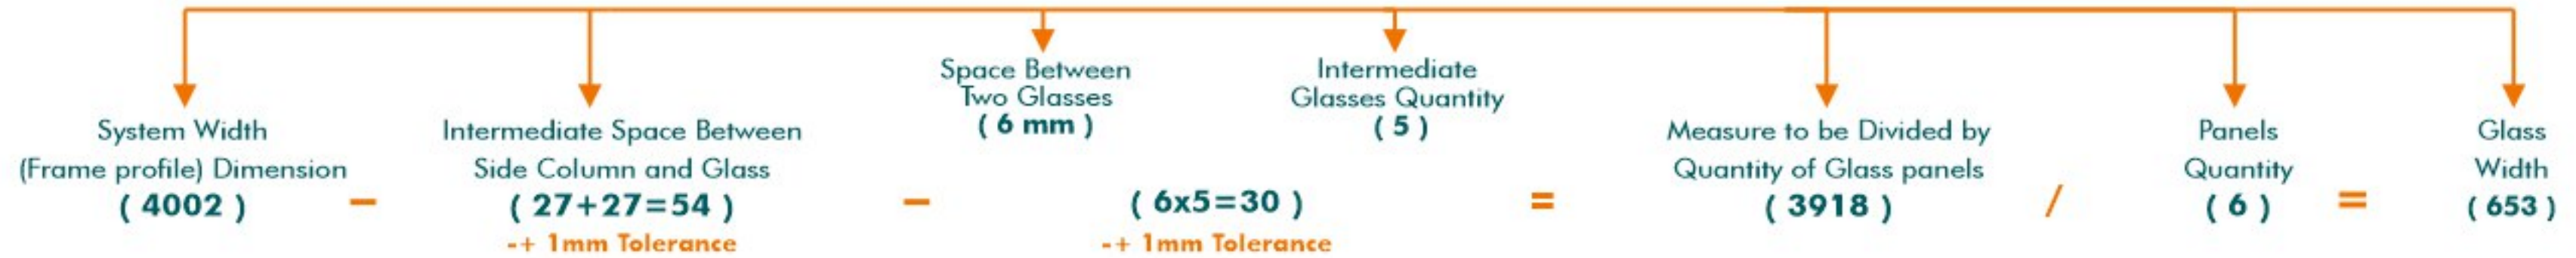 System Width
(Frame profile) Dimension
( 4002 )
–
Intermediate Space Between
Side Column and Glass
( 27+27=54 )
-+ 1mm Tolerance
–
Space Between
Two Glasses
( 6 mm )
Intermediate
Glasses Quantity
( 5 )
( 6x5=30 )
-+ 1mm Tolerance
=
Measure to be Divided by
Quantity of Glass panels
( 3918 )
/
Panels
Quantity
( 6 )
=
Glass
Width
( 653 )